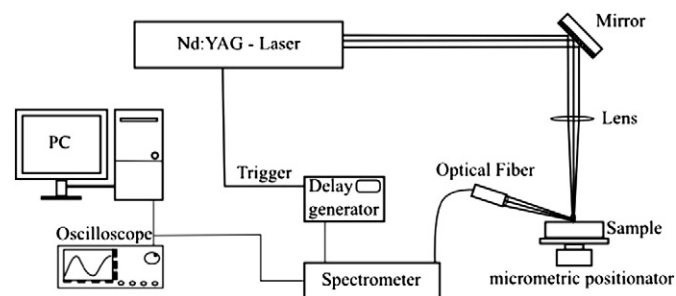 Mirror
Nd:YAG - Laser
Lens
PC
Optical Fiber
Trigger
Delay
generator
Sample
Oscilloscope
Spectrometer
micrometric positionator